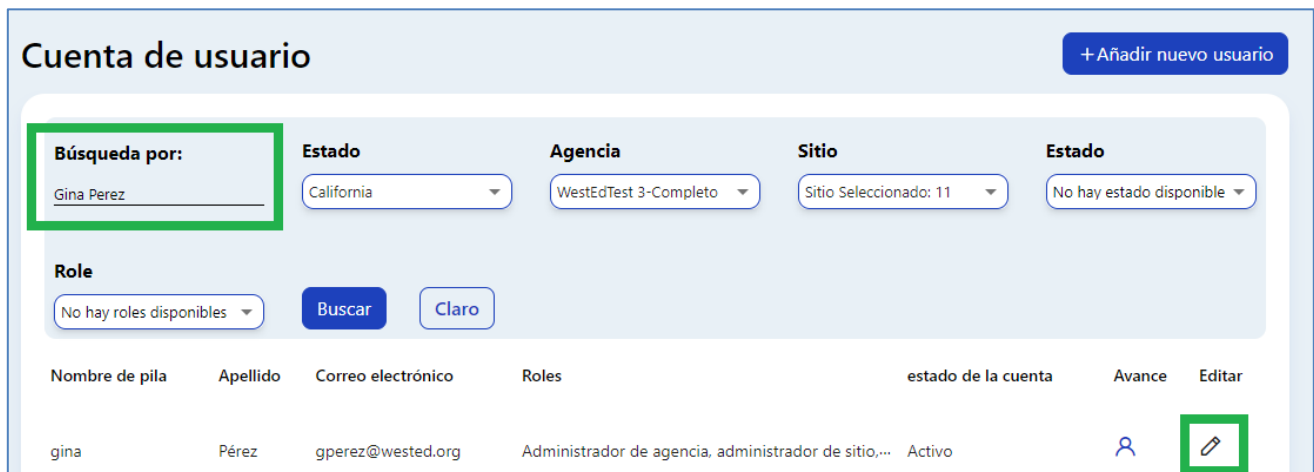 Cuenta de usuario
+Añadir nuevo usuario
Búsqueda por:
Estado
Agencia
Sitio
Estado
Gina Perez
California
WestEdTest 3-Completo
Sitio Seleccionado: 11
No hay estado disponible
Role
No hay roles disponibles
Buscar
Claro
Nombre de pila Apellido Correo electrónico Roles estado de la cuenta Avance Editar
gina Pérez gperez@wested.org Administrador de agencia, administrador de sitio,... Activo